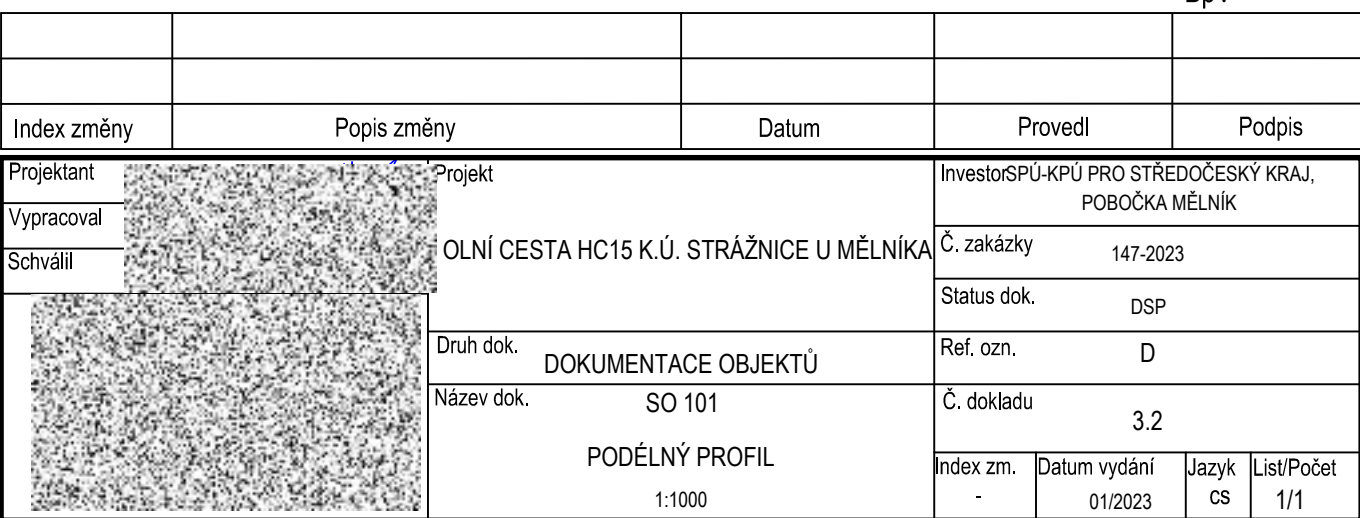 Index změny Popis změny Datum Provedl Podpis
Projektant
Vypracoval
Schválil
Projekt
OLNÍ CESTA HC15 K.Ú. STRÁŽNICE U MĚLNÍKA
Investor SPÚ-KPÚ PRO STŘEDOČESKÝ KRAJ,
POBOČKA MĚLNÍK
Č. zakázky 147-2023
Status dok. DSP
Druh dok. DOKUMENTACE OBJEKTŮ
Ref. ozn. D
Název dok. SO 101
PODÉLNÝ PROFIL
1:1000
Č. dokladu 3.2
Index zm. Datum vydání Jazyk List/Počet
- 01/2023 CS 1/1